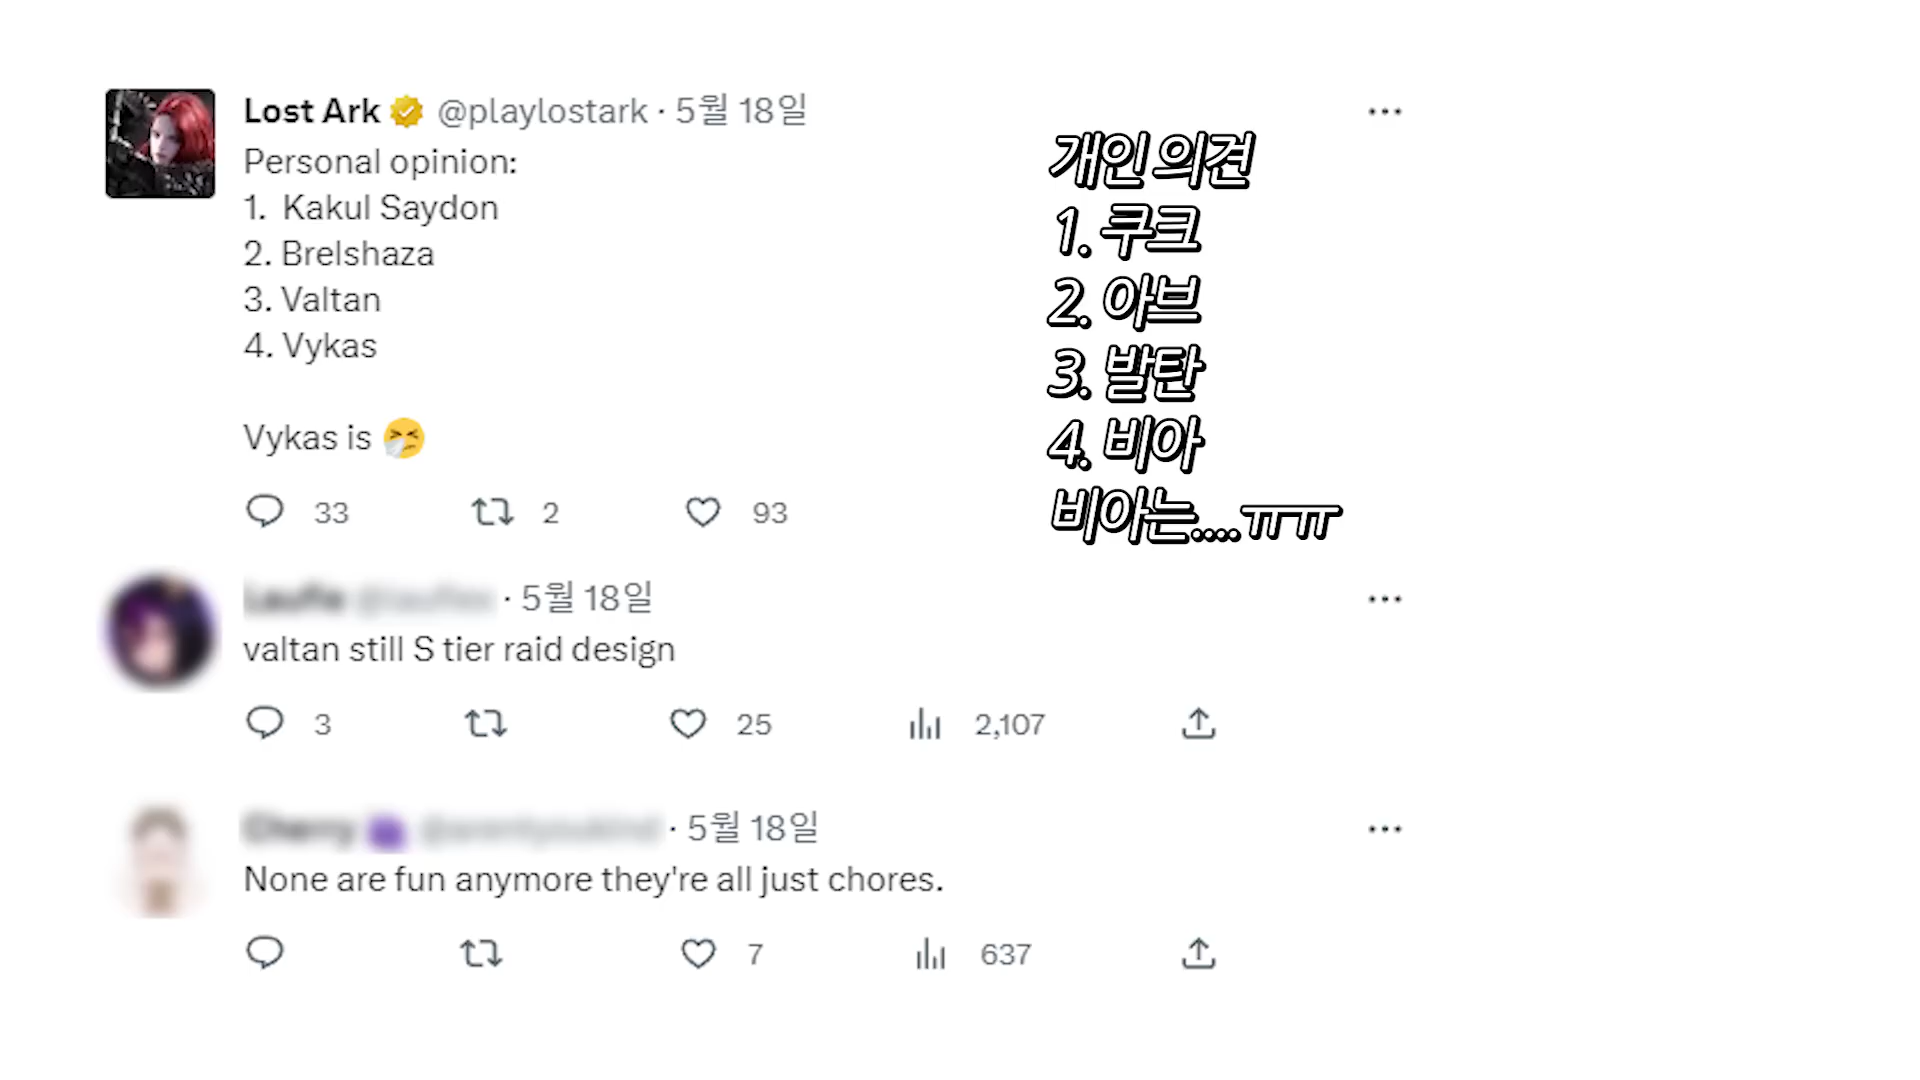 Lost Ark @playlostark · 5월 18일
Personal opinion:
1. Kakul Saydon
2. Brelshaza
3. Valtan
4. Vykas
Vykas is 🤧
33 2 93
개인 의견
1. 쿠크
2. 아브
3. 발탄
4. 비아
비아는....ㅠㅠ
· 5월 18일
valtan still S tier raid design
3 25 2,107
· 5월 18일
None are fun anymore they're all just chores.
7 637